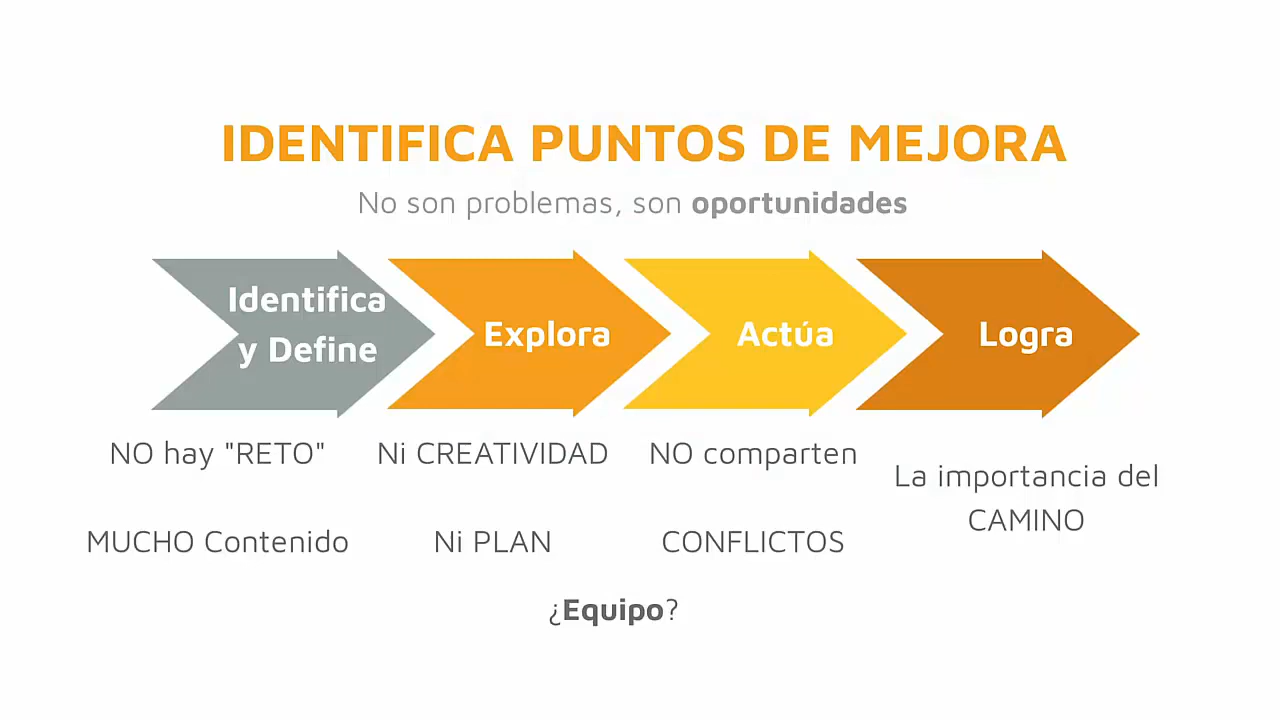 IDENTIFICA PUNTOS DE MEJORA
No son problemas, son oportunidades
Identifica
y Define
Explora
Actúa
Logra
NO hay "RETO"
MUCHO Contenido
Ni CREATIVIDAD
Ni PLAN
NO comparten
CONFLICTOS
La importancia del
CAMINO
¿Equipo?